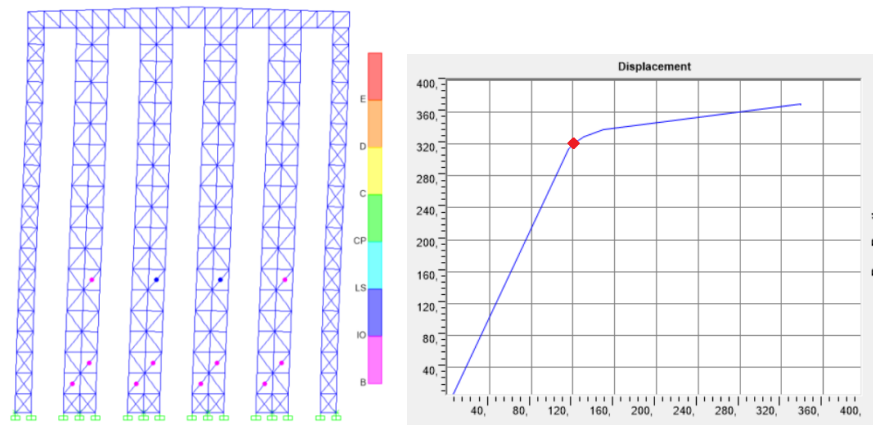 E
D
C
CP
LS
IO
B
Displacement
400,
360,
320,
280,
240,
200,
160,
120,
80,
40,
40, 80, 120, 160, 200, 240, 280, 320, 360, 400,